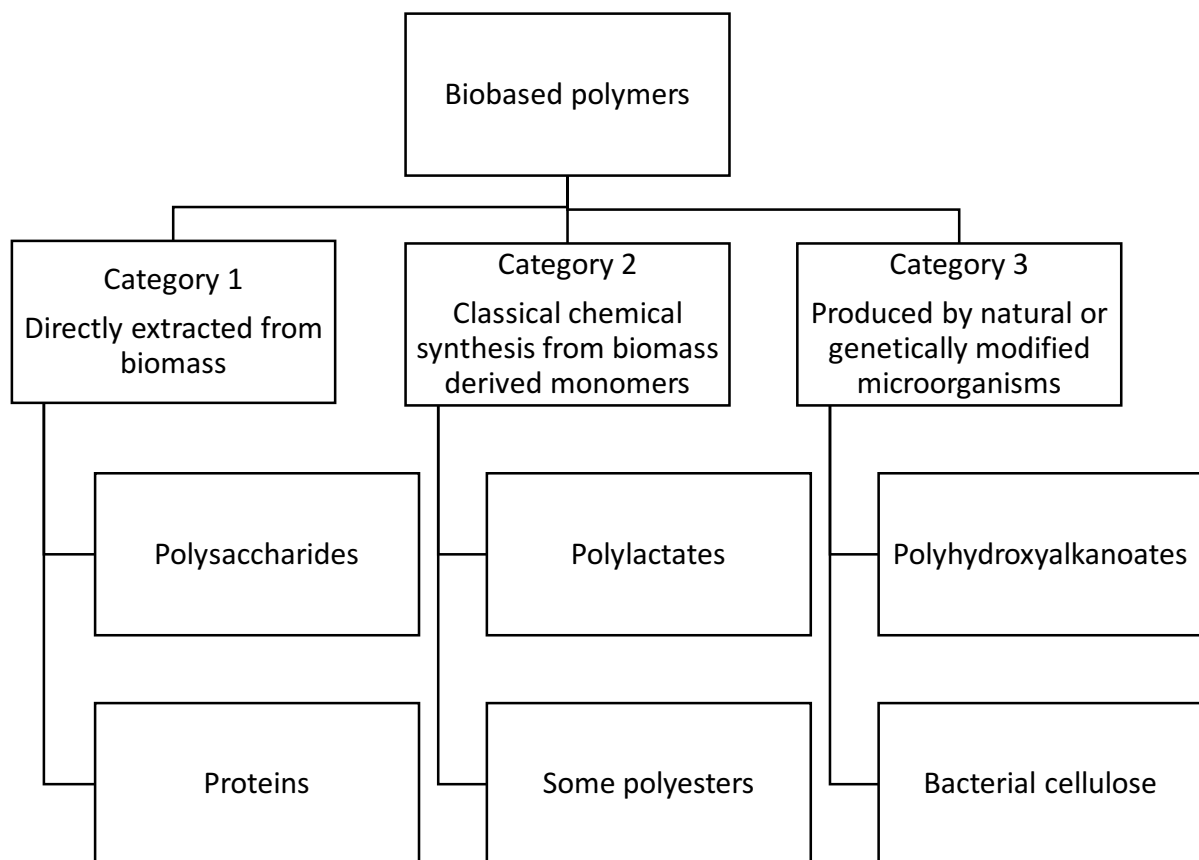 Biobased polymers
Category 1
Directly extracted from
biomass
Category 2
Classical chemical
synthesis from biomass
derived monomers
Category 3
Produced by natural or
genetically modified
microorganisms
Polysaccharides
Polylactates
Polyhydroxyalkanoates
Proteins
Some polyesters
Bacterial cellulose